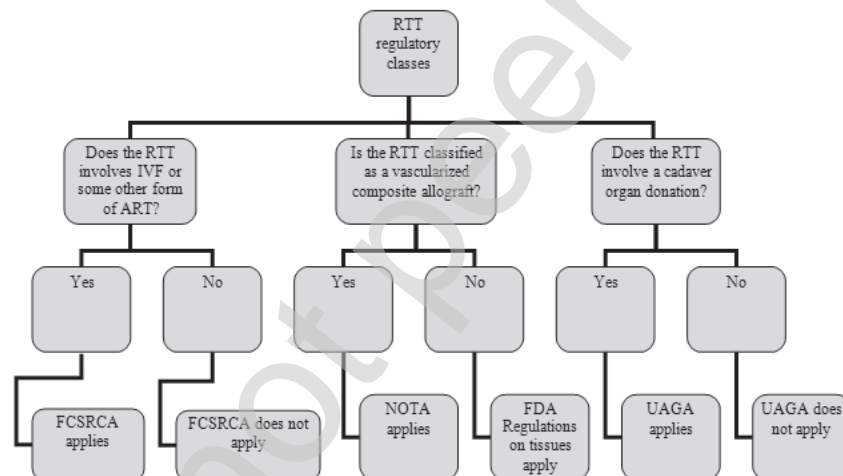 RTT
regulatory
classes
Does the RTT
involves IVF or
some other form
of ART?
Is the RTT classified
as a vascularized
composite allograft?
Does the RTT
involve a cadaver
organ donation?
Yes
No
Yes
No
Yes
No
FCSRCA
applies
FCSRCA does not
apply
NOTA
applies
FDA
Regulations
on tissues
apply
UAGA
applies
UAGA does
not apply
not peer